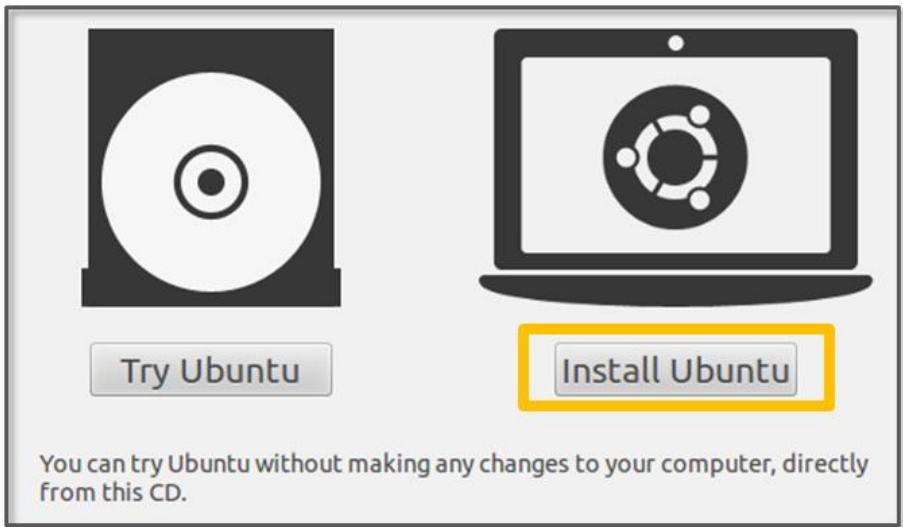 Try Ubuntu
Install Ubuntu
You can try Ubuntu without making any changes to your computer, directly
from this CD.